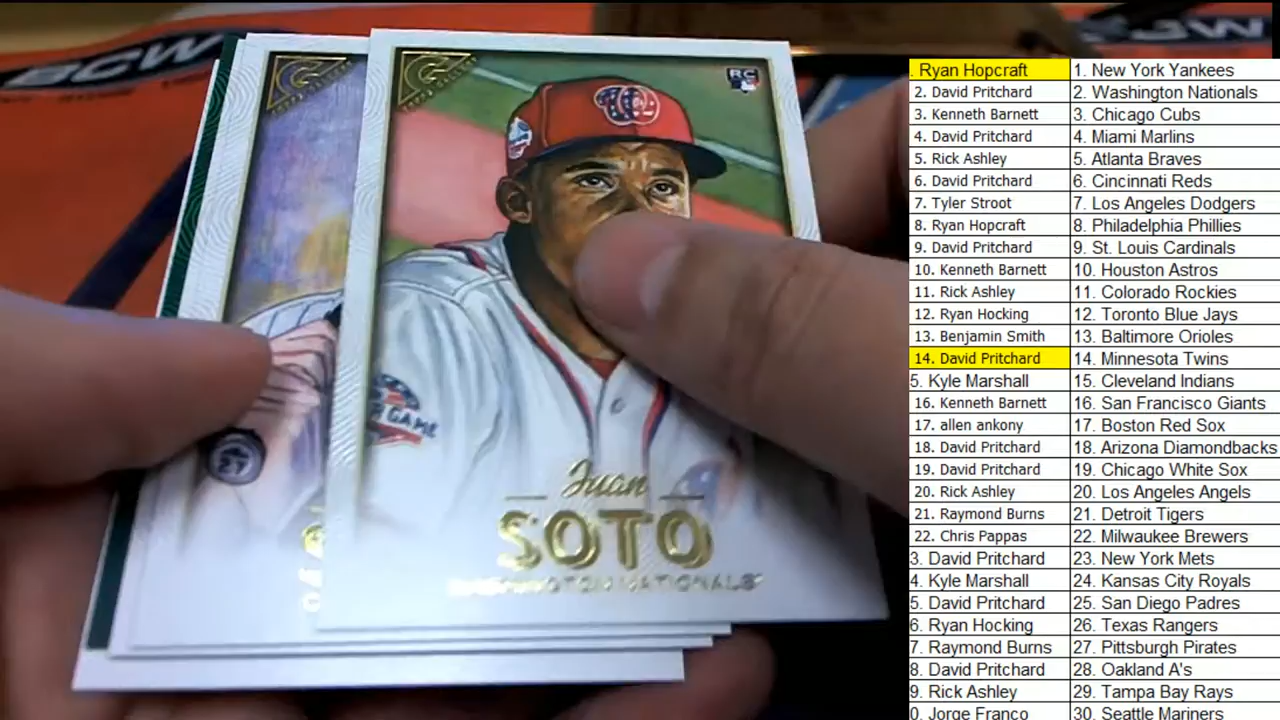 BCW
BCW
RC
Juan
SOTO
WASHINGTON NATIONALS
27
GAME
. Ryan Hopcraft 1. New York Yankees
2. David Pritchard 2. Washington Nationals
3. Kenneth Barnett 3. Chicago Cubs
4. David Pritchard 4. Miami Marlins
5. Rick Ashley 5. Atlanta Braves
6. David Pritchard 6. Cincinnati Reds
7. Tyler Stroot 7. Los Angeles Dodgers
8. Ryan Hopcraft 8. Philadelphia Phillies
9. David Pritchard 9. St. Louis Cardinals
10. Kenneth Barnett 10. Houston Astros
11. Rick Ashley 11. Colorado Rockies
12. Ryan Hocking 12. Toronto Blue Jays
13. Benjamin Smith 13. Baltimore Orioles
14. David Pritchard 14. Minnesota Twins
5. Kyle Marshall 15. Cleveland Indians
16. Kenneth Barnett 16. San Francisco Giants
17. allen ankony 17. Boston Red Sox
18. David Pritchard 18. Arizona Diamondbacks
19. David Pritchard 19. Chicago White Sox
20. Rick Ashley 20. Los Angeles Angels
21. Raymond Burns 21. Detroit Tigers
22. Chris Pappas 22. Milwaukee Brewers
3. David Pritchard 23. New York Mets
4. Kyle Marshall 24. Kansas City Royals
5. David Pritchard 25. San Diego Padres
6. Ryan Hocking 26. Texas Rangers
7. Raymond Burns 27. Pittsburgh Pirates
8. David Pritchard 28. Oakland A's
9. Rick Ashley 29. Tampa Bay Rays
0. Jorge Franco 30. Seattle Mariners